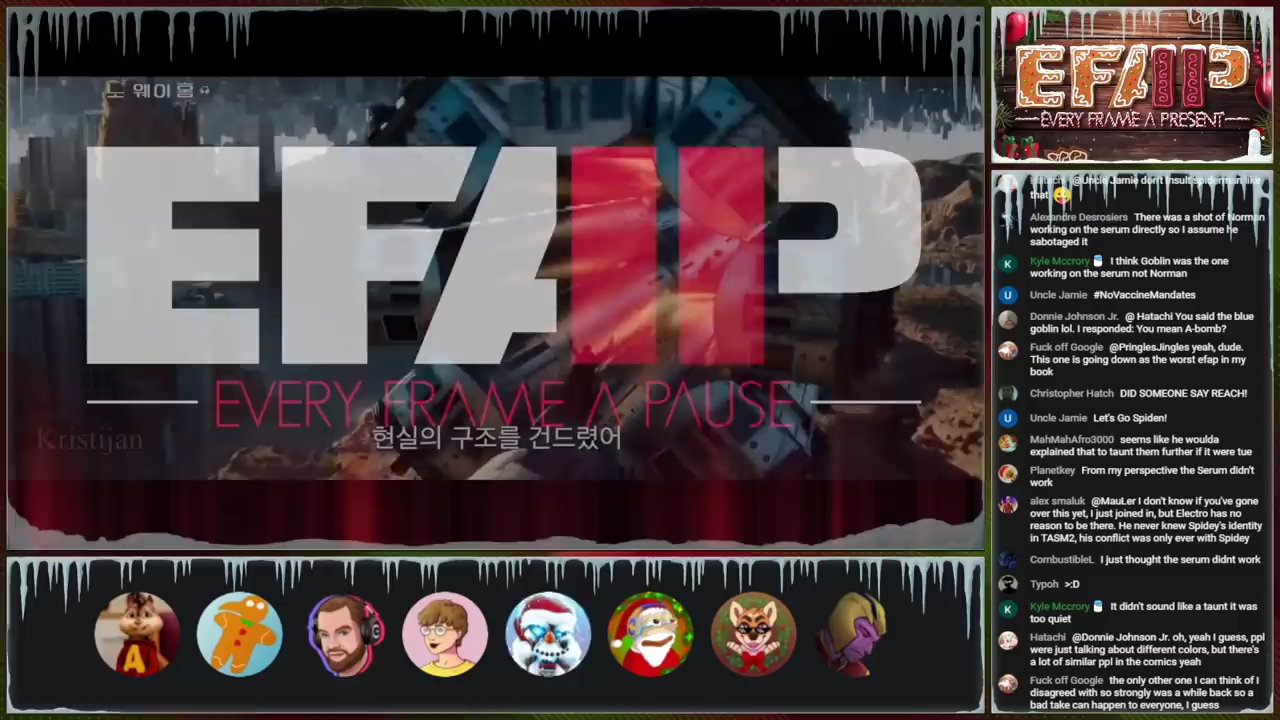 도 웨이 홈
EFAP
EVERY FRAME A PAUSE
Kristijan
현실의 구조를 건드렸어
EFAP
EVERY FRAME A PRESENT
@Uncle Jamie don't insult spiderman like
that
Alexandre Desrosiers There was a shot of Norman
working on the serum directly so I assume he
sabotaged it
Kyle Mccrory I think Goblin was the one
working on the serum not Norman
Uncle Jamie #NoVaccineMandates
Donnie Johnson Jr. @ Hatachi You said the blue
goblin lol. I responded: You mean A-bomb?
Fuck off Google @PringlesJingles yeah, dude.
This one is going down as the worst efap in my
book
Christopher Hatch DID SOMEONE SAY REACH!
Uncle Jamie Let's Go Spiden!
MahMahAfro3000 seems like he woulda
explained that to taunt them further if it were tue
Planetkey From my perspective the Serum didn't
work
alex smaluk @MauLer I don't know if you've gone
over this yet, I just joined in, but Electro has no
reason to be there. He never knew Spidey's identity
in TASM2, his conflict was only ever with Spidey
CombustibleL I just thought the serum didnt work
Typoh >:D
Kyle Mccrory It didn't sound like a taunt it was
too quiet
Hatachi @Donnie Johnson Jr. oh, yeah I guess, ppl
were just talking about different colors, but there's
a lot of similar ppl in the comics yeah
Fuck off Google the only other one I can think of I
disagreed with so strongly was a while back so a
bad take can happen to everyone, I guess